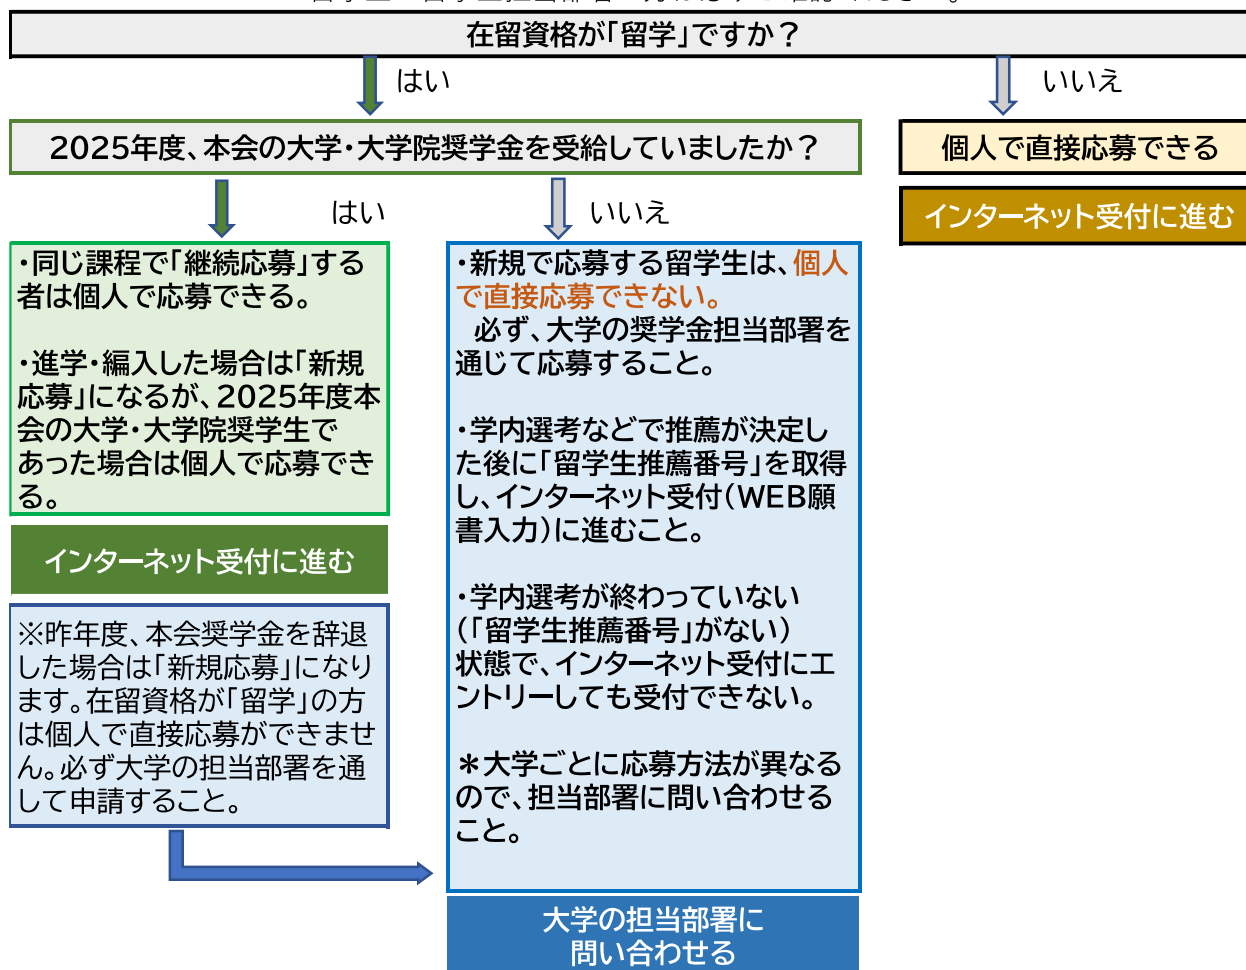 在留資格が「留学」ですか？
はい
いいえ
2025年度、本会の大学・大学院奨学金を受給していましたか？
個人で直接応募できる
インターネット受付に進む
はい
いいえ
・同じ課程で「継続応募」する
者は個人で応募できる。
・進学・編入した場合は「新規
応募」になるが、2025年度本
会の大学・大学院奨学生で
あった場合は個人で応募でき
る。
インターネット受付に進む
※昨年度、本会奨学金を辞退
した場合は「新規応募」になり
ます。在留資格が「留学」の方
は個人で直接応募ができませ
ん。必ず大学の担当部署を通
して申請すること。
・新規で応募する留学生は、個人
で直接応募できない。
必ず、大学の奨学金担当部署を
通じて応募すること。
・学内選考などで推薦が決定し
た後に「留学生推薦番号」を取得
し、インターネット受付（WEB願
書入力）に進むこと。
・学内選考が終わっていない
（「留学生推薦番号」がない）
状態で、インターネット受付にエ
ントリーしても受付できない。
＊大学ごとに応募方法が異なる
ので、担当部署に問い合わせる
こと。
大学の担当部署に
問い合わせる